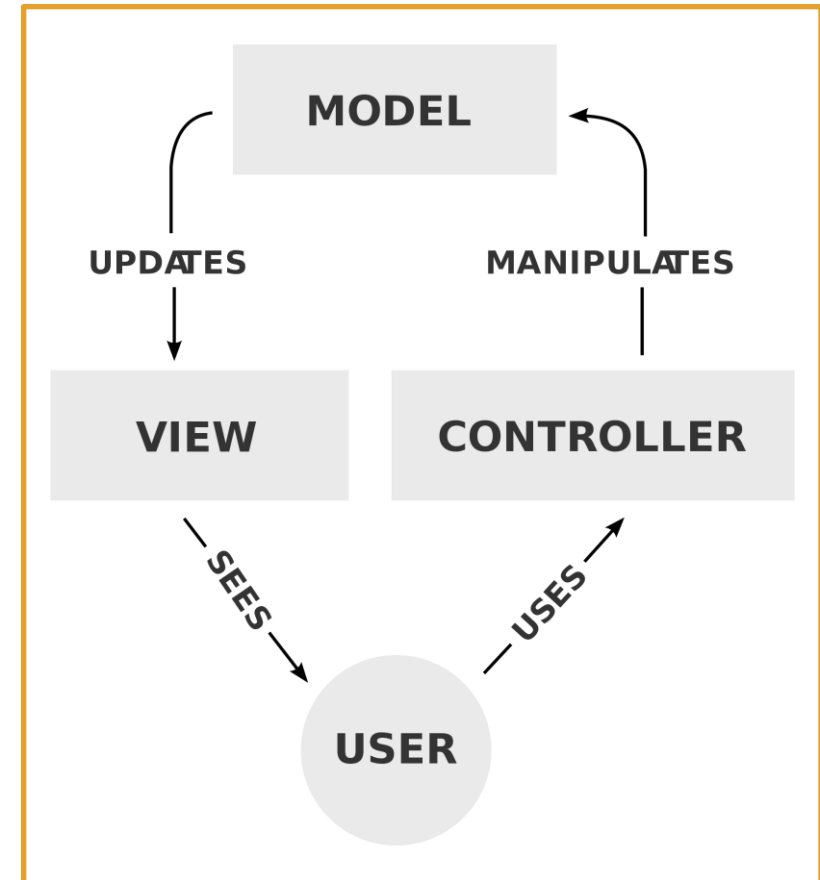 MODEL
UPDATES
MANIPULATES
VIEW
CONTROLLER
SEES
USES
USER